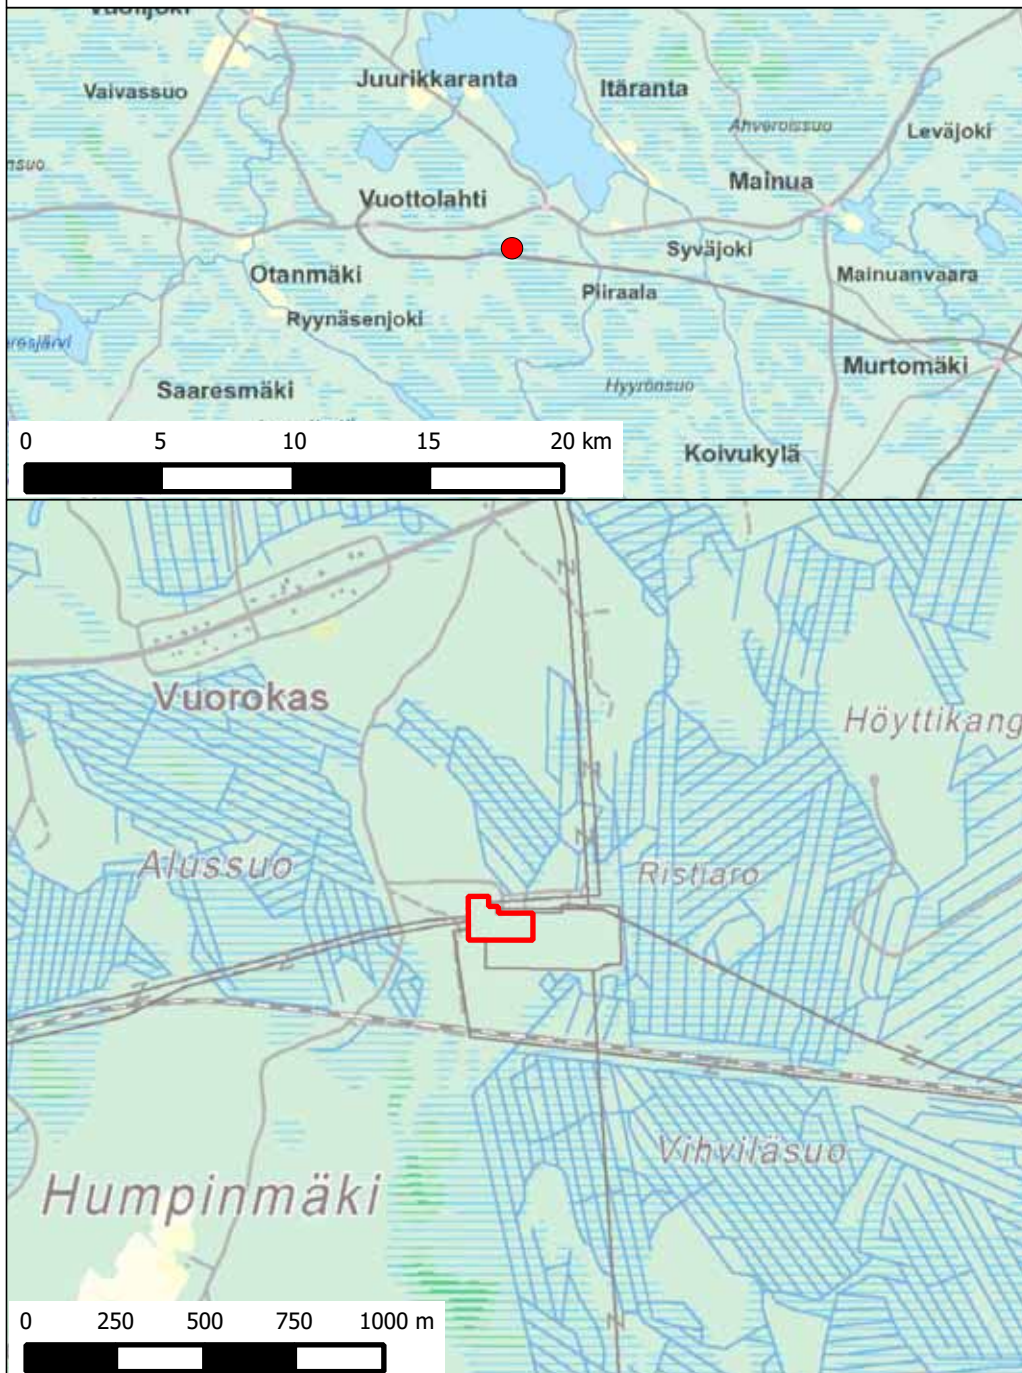 Vuolijoki
Juurikkaranta
Vaivassuo
Itäranta
Ahveroissuo
Leväjoki
Mainua
Vuottolahti
Syväjoki
Otanmäki
Mainuanvaara
Piiraala
Ryynäsenjoki
Murtomäki
Saaresmäki
Hyyrönsuo
Koivukylä
0 5 10 15 20 km
Vuorokas
Höyttikang
Alussuo
Ristiaro
Vihviläsuo
Humpinmäki
0 250 500 750 1000 m